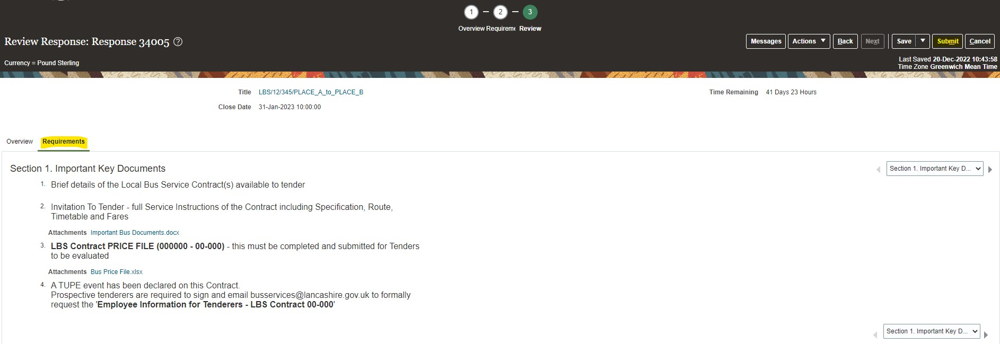 1 2 3
Overview Requireme Review
Review Response: Response 34005 ?
Messages Actions Back Next Save Submit Cancel
Currency = Pound Sterling
Last Saved 20-Dec-2022 10:43:58
Time Zone Greenwich Mean Time
Title LBS/12/345/PLACE_A_to_PLACE_B
Time Remaining 41 Days 23 Hours
Close Date 31-Jan-2023 10:00:00
Overview Requirements
Section 1. Important Key Documents
Section 1. Important Key D...
1. Brief details of the Local Bus Service Contract(s) available to tender
2. Invitation To Tender - full Service Instructions of the Contract including Specification, Route,
Timetable and Fares
Attachments Important Bus Documents.docx
3. LBS Contract PRICE FILE (000000 - 00-000) - this must be completed and submitted for Tenders
to be evaluated
Attachments Bus Price File.xlsx
4. A TUPE event has been declared on this Contract.
Prospective tenderers are required to sign and email busservices@lancashire.gov.uk to formally
request the 'Employee Information for Tenderers - LBS Contract 00-000'
Section 1. Important Key D...